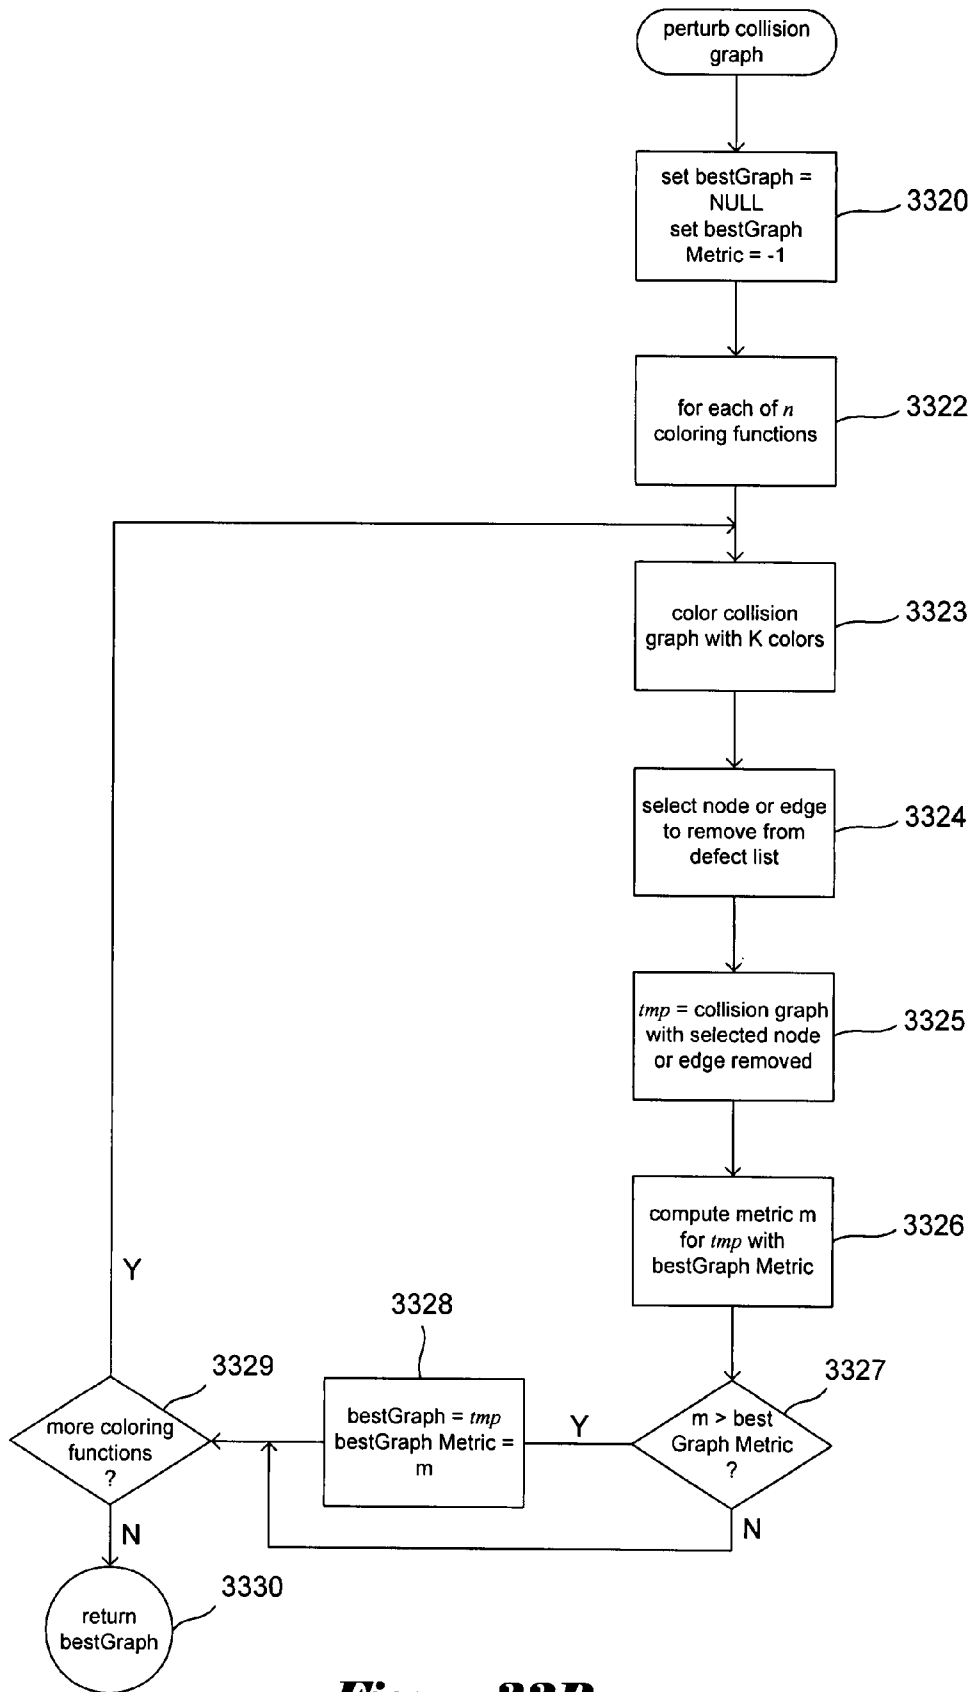 perturb collision
graph
set bestGraph =
NULL
set bestGraph
Metric = -1
3320
for each of n
coloring functions
3322
color collision
graph with K colors
3323
select node or edge
to remove from
defect list
3324
tmp = collision graph
with selected node
or edge removed
3325
compute metric m
for tmp with
bestGraph Metric
3326
m > best
Graph Metric
?
3327
Y
N
bestGraph = tmp
bestGraph Metric =
m
3328
more coloring
functions
?
3329
Y
N
return
bestGraph
3330